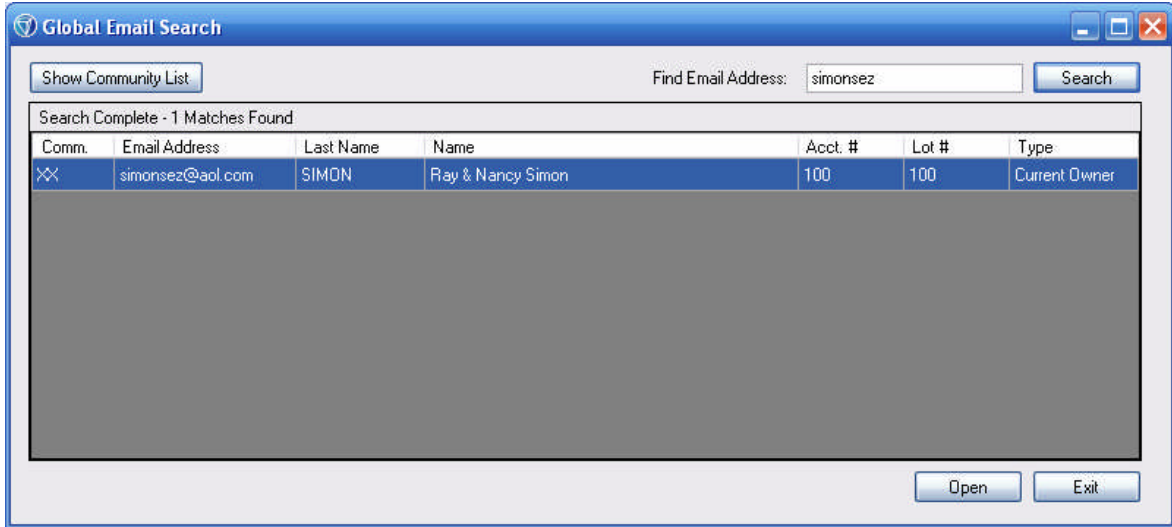 Global Email Search
Show Community List Find Email Address: simonsez Search
Search Complete - 1 Matches Found
Comm. Email Address Last Name Name Acct. # Lot # Type
XX simonsez@aol.com SIMON Ray & Nancy Simon 100 100 Current Owner
Open Exit